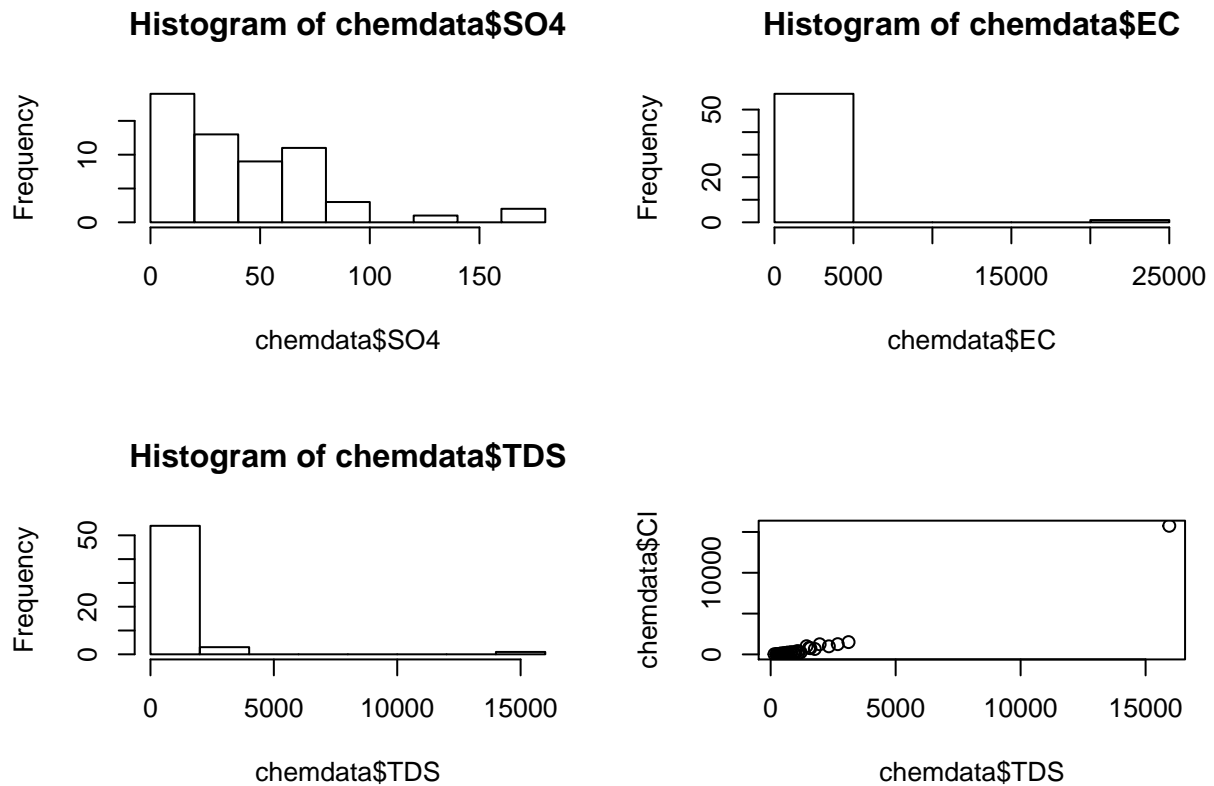 Histogram of chemdata$SO4
Frequency
0 10
0 50 100 150
chemdata$SO4
Histogram of chemdata$EC
Frequency
0 20 50
0 5000 15000 25000
chemdata$EC
Histogram of chemdata$TDS
Frequency
0 20 50
0 5000 10000 15000
chemdata$TDS
chemdata$Cl
0 10000
0 5000 10000 15000
chemdata$TDS